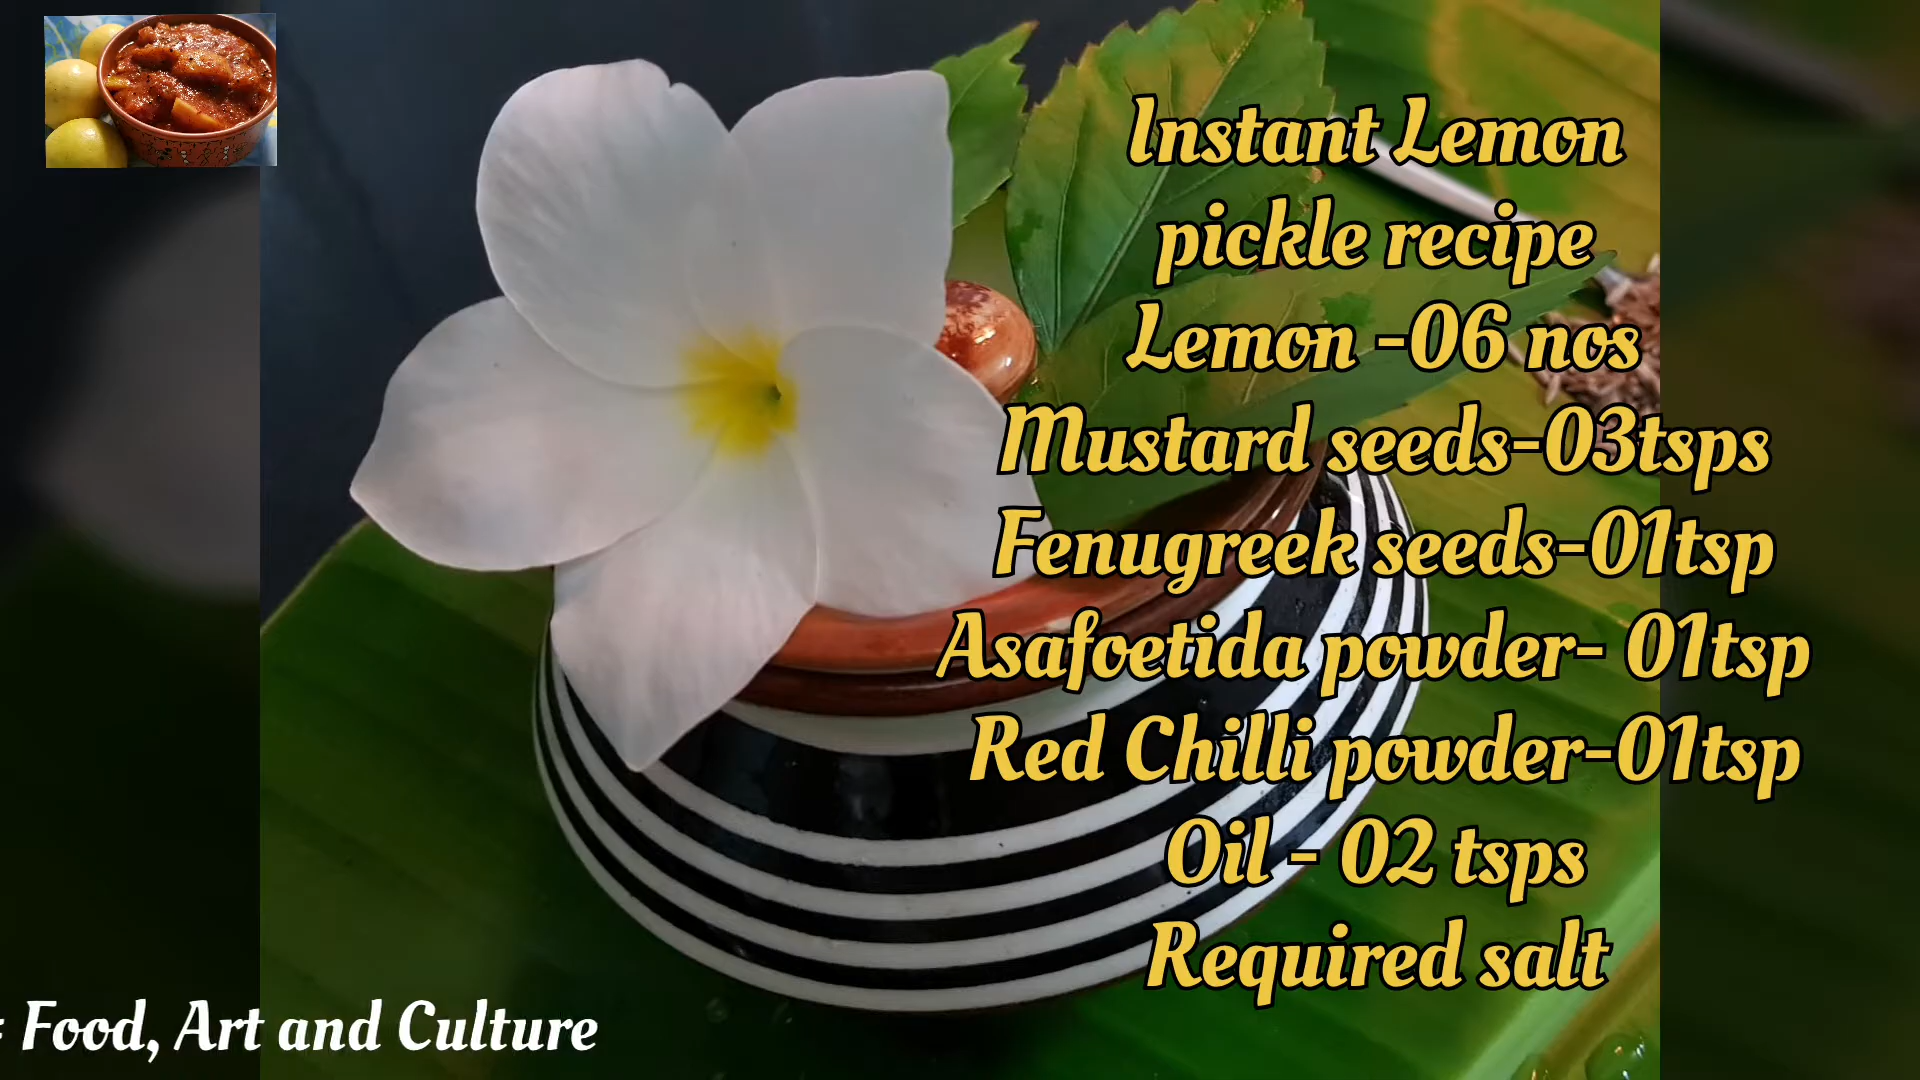 Instant Lemon
pickle recipe
Lemon -06 nos
Mustard seeds-03tsps
Fenugreek seeds-01tsp
Asafoetida powder- 01tsp
Red Chilli powder-01tsp
Oil - 02 tsps
Required salt
Food, Art and Culture